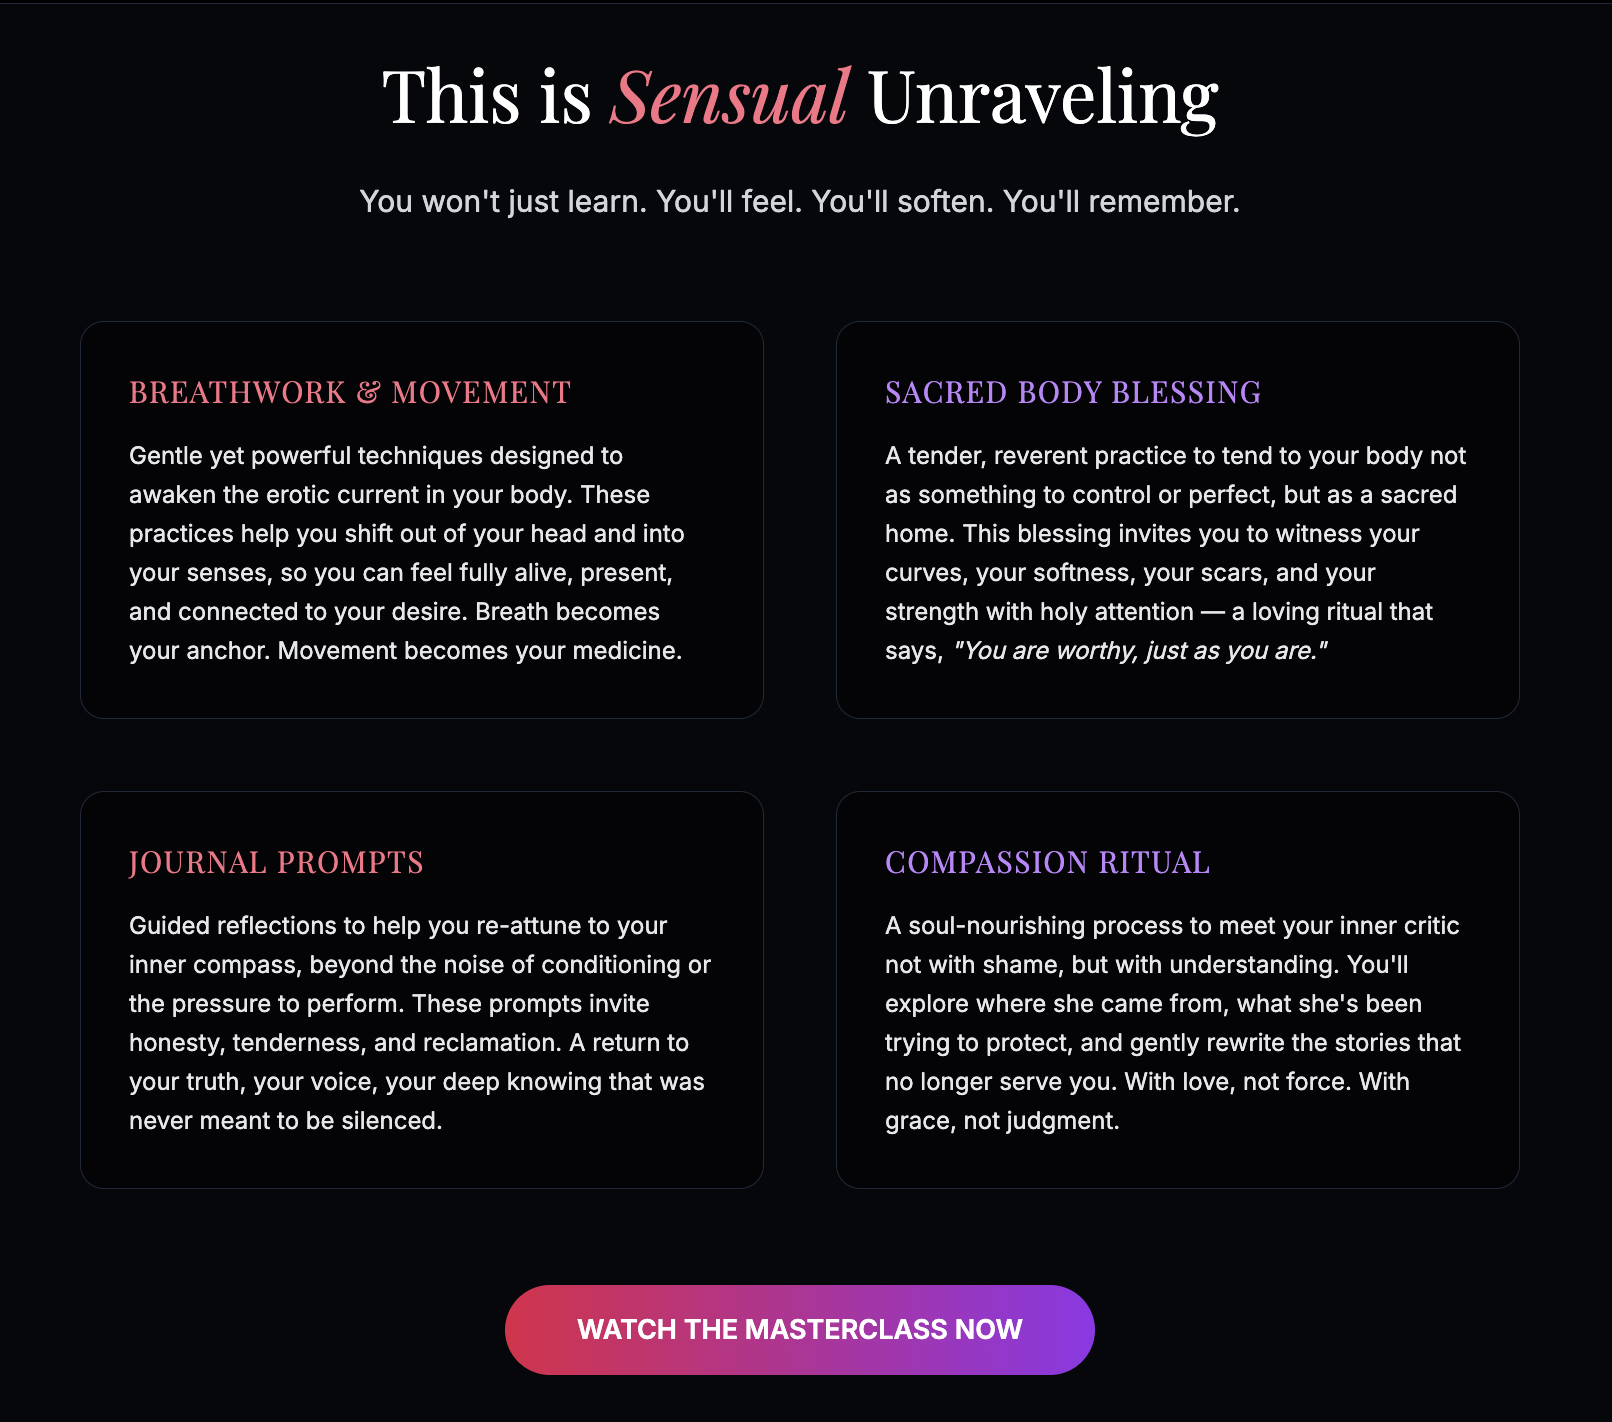 This is Sensual Unraveling
You won't just learn. You'll feel. You'll soften. You'll remember.
BREATHWORK & MOVEMENT
Gentle yet powerful techniques designed to
awaken the erotic current in your body. These
practices help you shift out of your head and into
your senses, so you can feel fully alive, present,
and connected to your desire. Breath becomes
your anchor. Movement becomes your medicine.
SACRED BODY BLESSING
A tender, reverent practice to tend to your body not
as something to control or perfect, but as a sacred
home. This blessing invites you to witness your
curves, your softness, your scars, and your
strength with holy attention — a loving ritual that
says, "You are worthy, just as you are."
JOURNAL PROMPTS
Guided reflections to help you re-attune to your
inner compass, beyond the noise of conditioning or
the pressure to perform. These prompts invite
honesty, tenderness, and reclamation. A return to
your truth, your voice, your deep knowing that was
never meant to be silenced.
COMPASSION RITUAL
A soul-nourishing process to meet your inner critic
not with shame, but with understanding. You'll
explore where she came from, what she's been
trying to protect, and gently rewrite the stories that
no longer serve you. With love, not force. With
grace, not judgment.
WATCH THE MASTERCLASS NOW